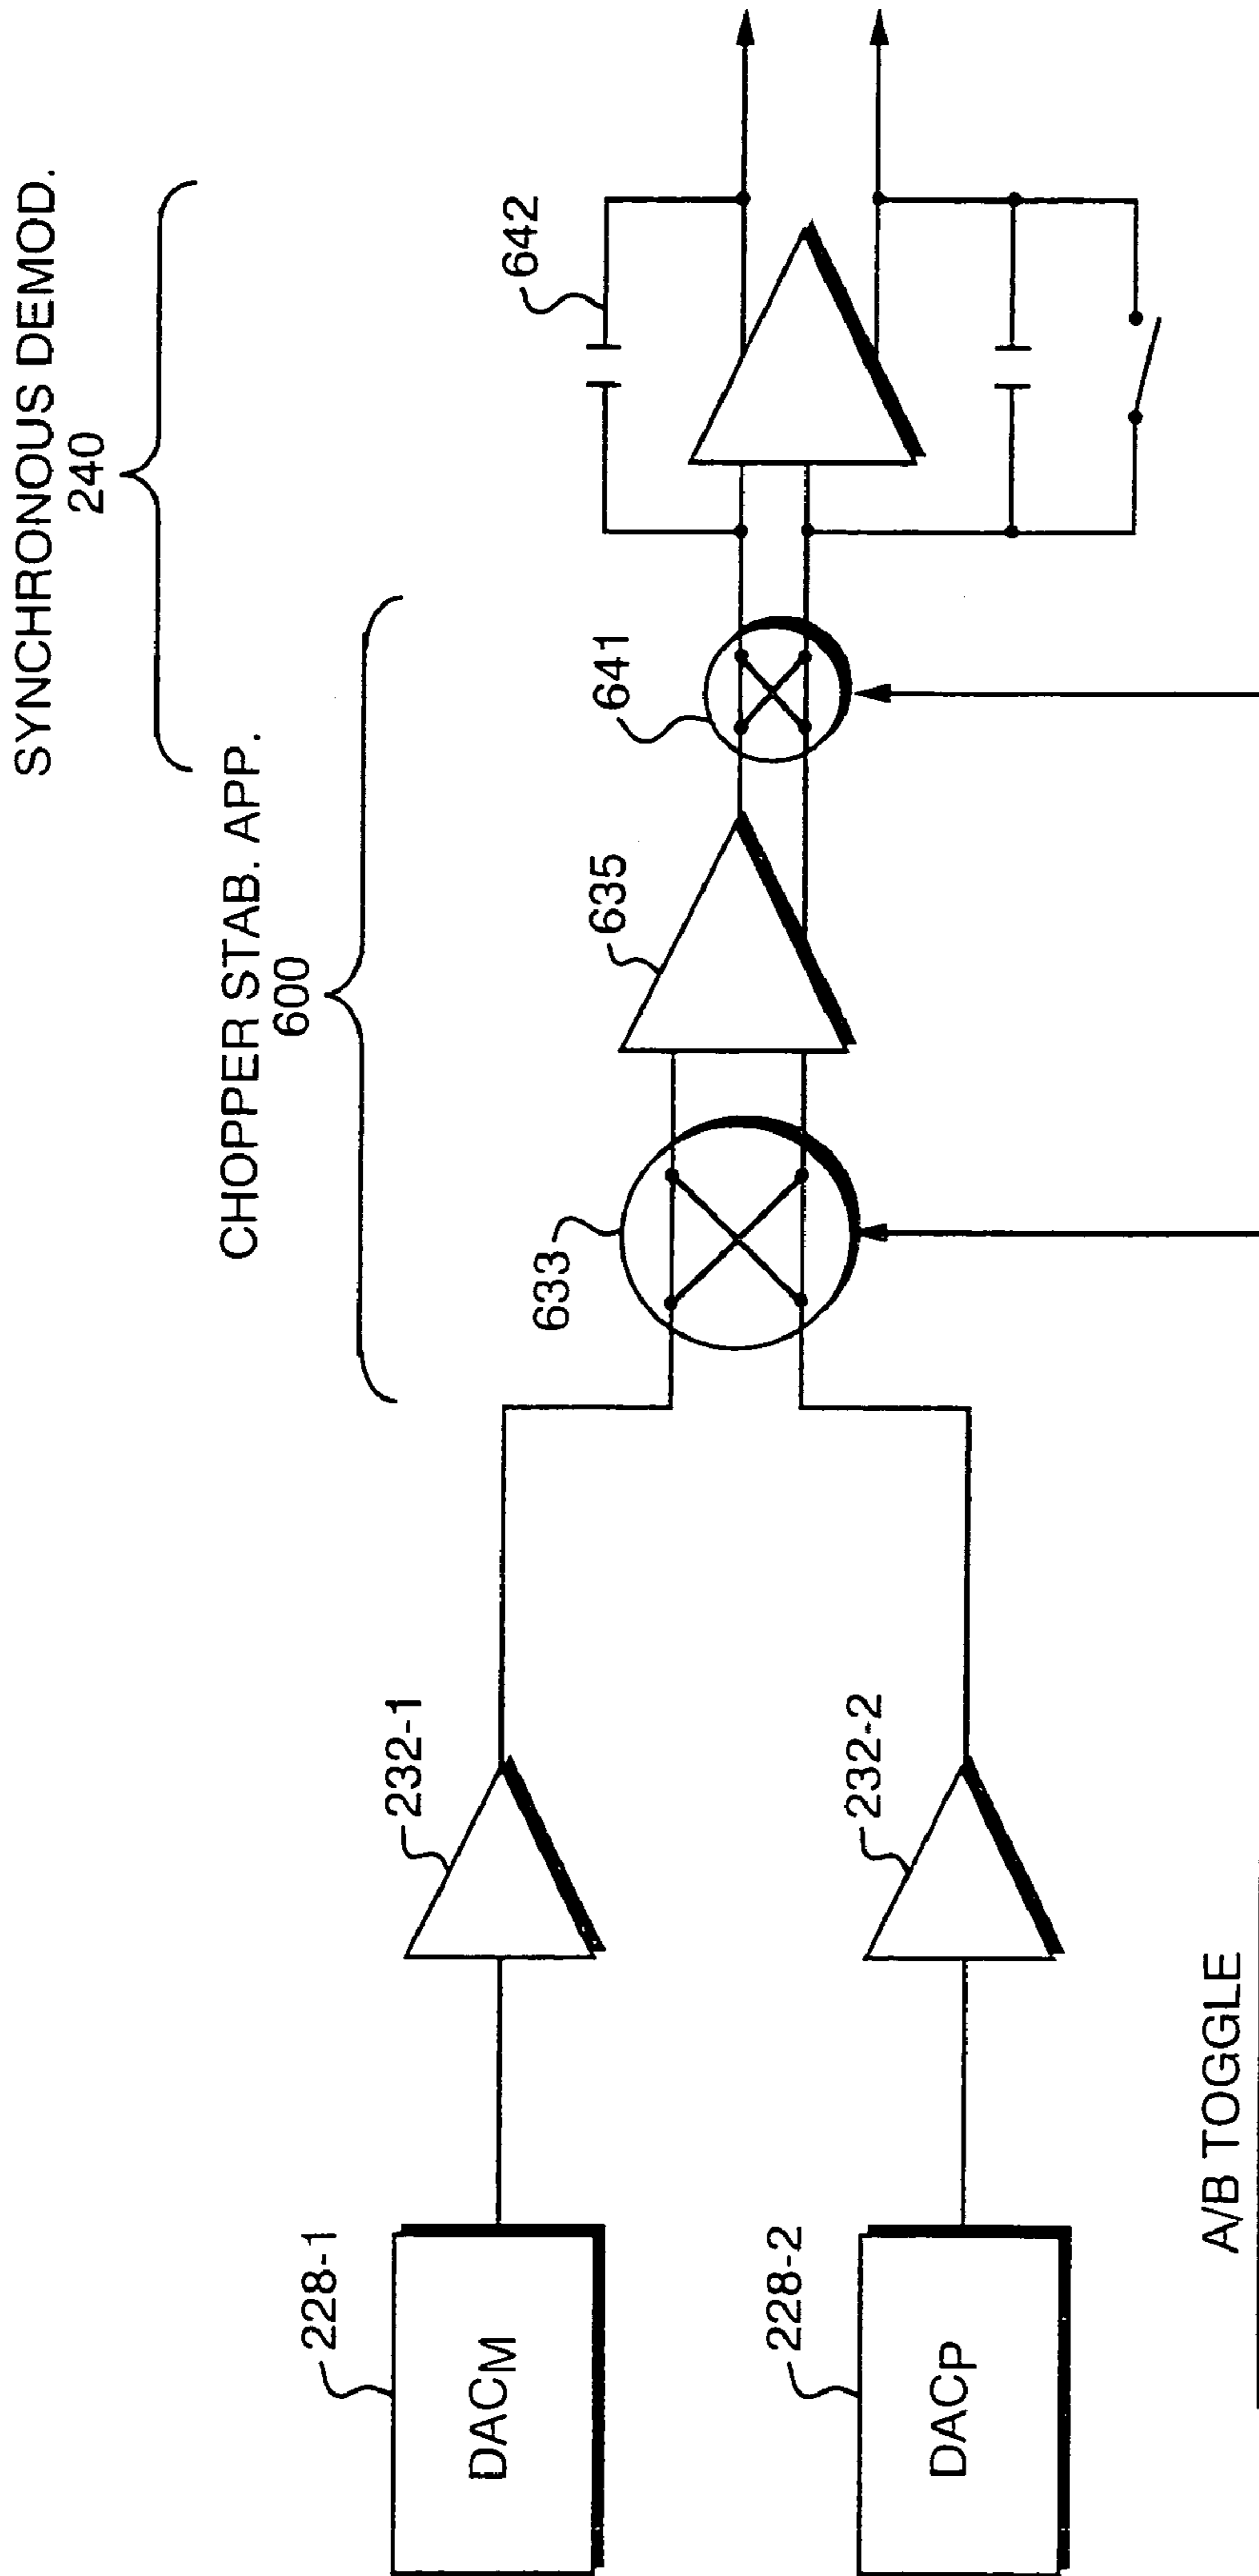 SYNCHRONOUS DEMOD.
240
CHOPPER STAB. APP.
600
642
641
635
633
232-1
232-2
228-1
DACM
228-2
DACP
A/B TOGGLE